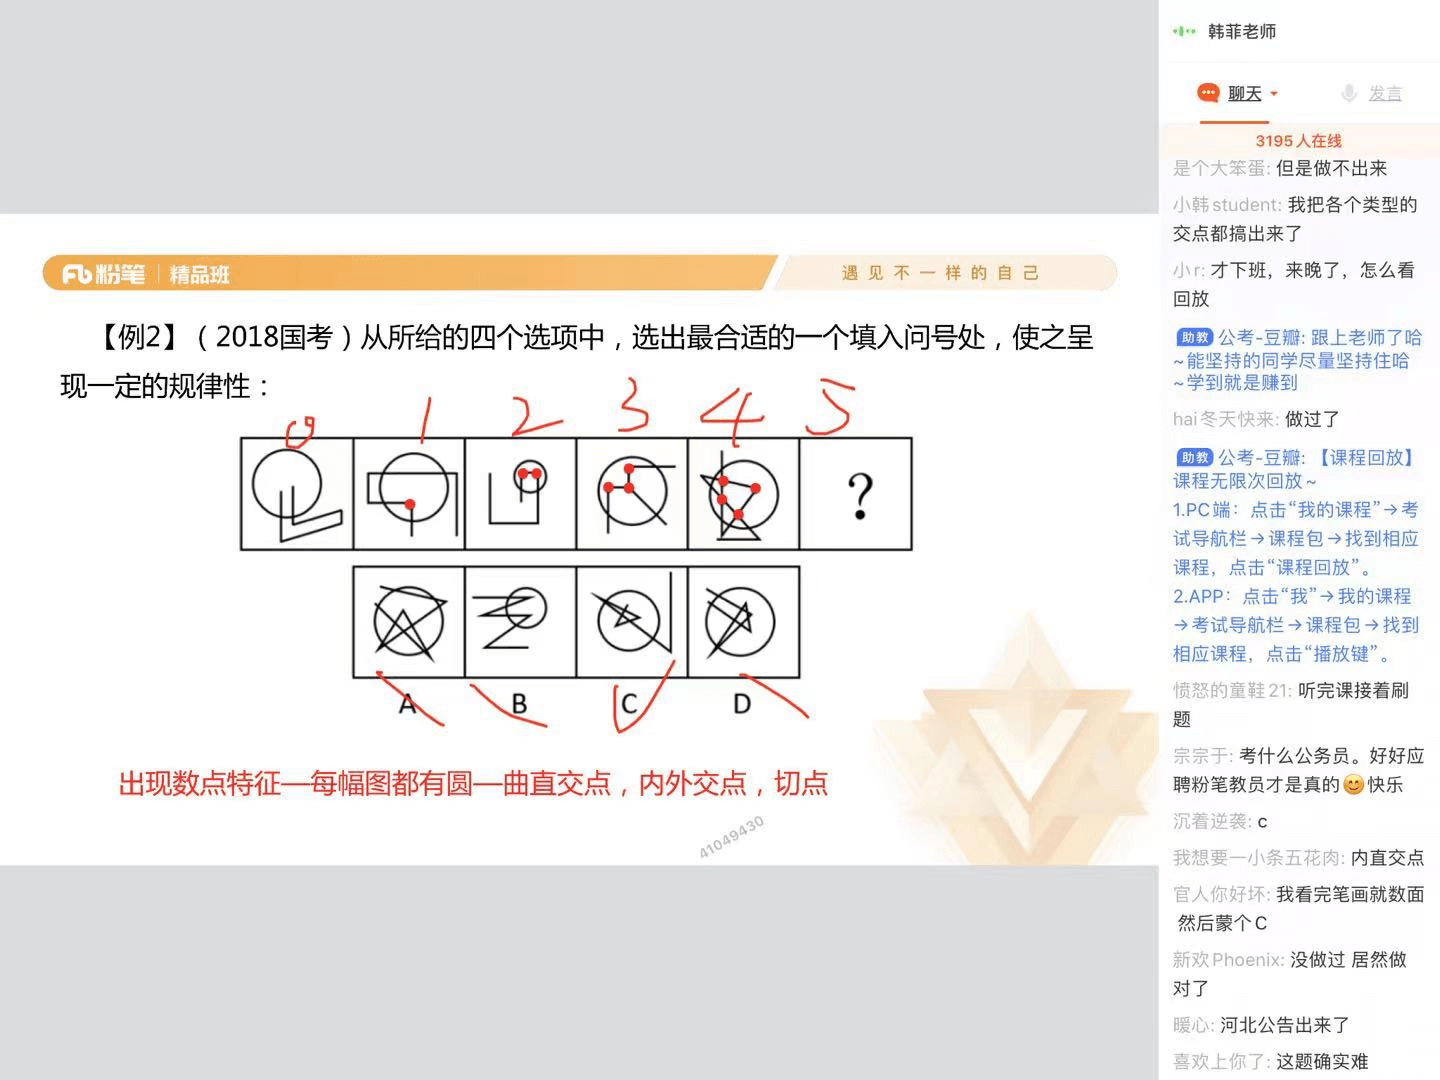 韩菲老师
聊天
发言
3195人在线
是个大笨蛋: 但是做不出来
小韩student: 我把各个类型的
交点都搞出来了
小r: 才下班，来晚了，怎么看
回放
助教 公考-豆瓣: 跟上老师了哈
~能坚持的同学尽量坚持住哈
~学到就是赚到
hai冬天快来: 做过了
助教 公考-豆瓣: 【课程回放】
课程无限次回放~
1.PC端：点击“我的课程”→考
试导航栏→课程包→找到相应
课程，点击“课程回放”。
2.APP：点击“我”→我的课程
→考试导航栏→课程包→找到
相应课程，点击“播放键”。
愤怒的童鞋21: 听完课接着刷
题
宗宗于: 考什么公务员。好好应
聘粉笔教员才是真的😊快乐
沉着逆袭: c
我想要一小条五花肉: 内直交点
官人你好坏: 我看完笔画就数面
然后蒙个C
新欢Phoenix: 没做过 居然做
对了
暖心: 河北公告出来了
喜欢上你了: 这题确实难
粉笔 精品班
遇见不一样的自己
【例2】（2018国考）从所给的四个选项中，选出最合适的一个填入问号处，使之呈
现一定的规律性：
0 1 2 3 4 5
?
A B C D
出现数点特征—每幅图都有圆—曲直交点，内外交点，切点
41049430